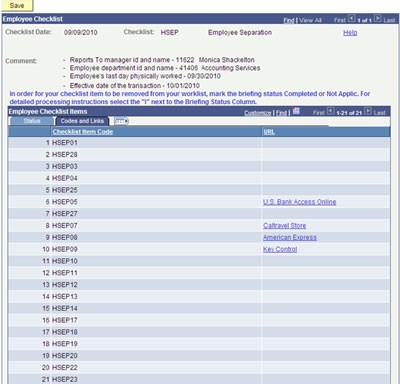 Save
Employee Checklist Find | View All First 1 of 1 Last
Checklist Date: 09/09/2010 Checklist: HSEP Employee Separation Help
Comment: - Reports To manager id and name - 11622 Monica Shackelton
- Employee department id and name - 41406 Accounting Services
- Employee's last day physically worked - 09/30/2010
- Effective date of the transaction - 10/01/2010
In order for your checklist item to be removed from your worklist, mark the briefing status Completed or Not Applic. For
detailed processing instructions select the "i" next to the Briefing Status Column.
Employee Checklist Items Customize | Find | First 1-21 of 21 Last
Status Codes and Links
Checklist Item Code URL
1 HSEP01
2 HSEP28
3 HSEP03
4 HSEP04
5 HSEP25
6 HSEP05 U.S. Bank Access Online
7 HSEP27
8 HSEP07 Caltravel Store
9 HSEP08 American Express
10 HSEP09 Key Control
11 HSEP10
12 HSEP11
13 HSEP12
14 HSEP13
15 HSEP14
16 HSEP15
17 HSEP16
18 HSEP17
19 HSEP18
20 HSEP19
21 HSEP20
20 HSEP22
21 HSEP23